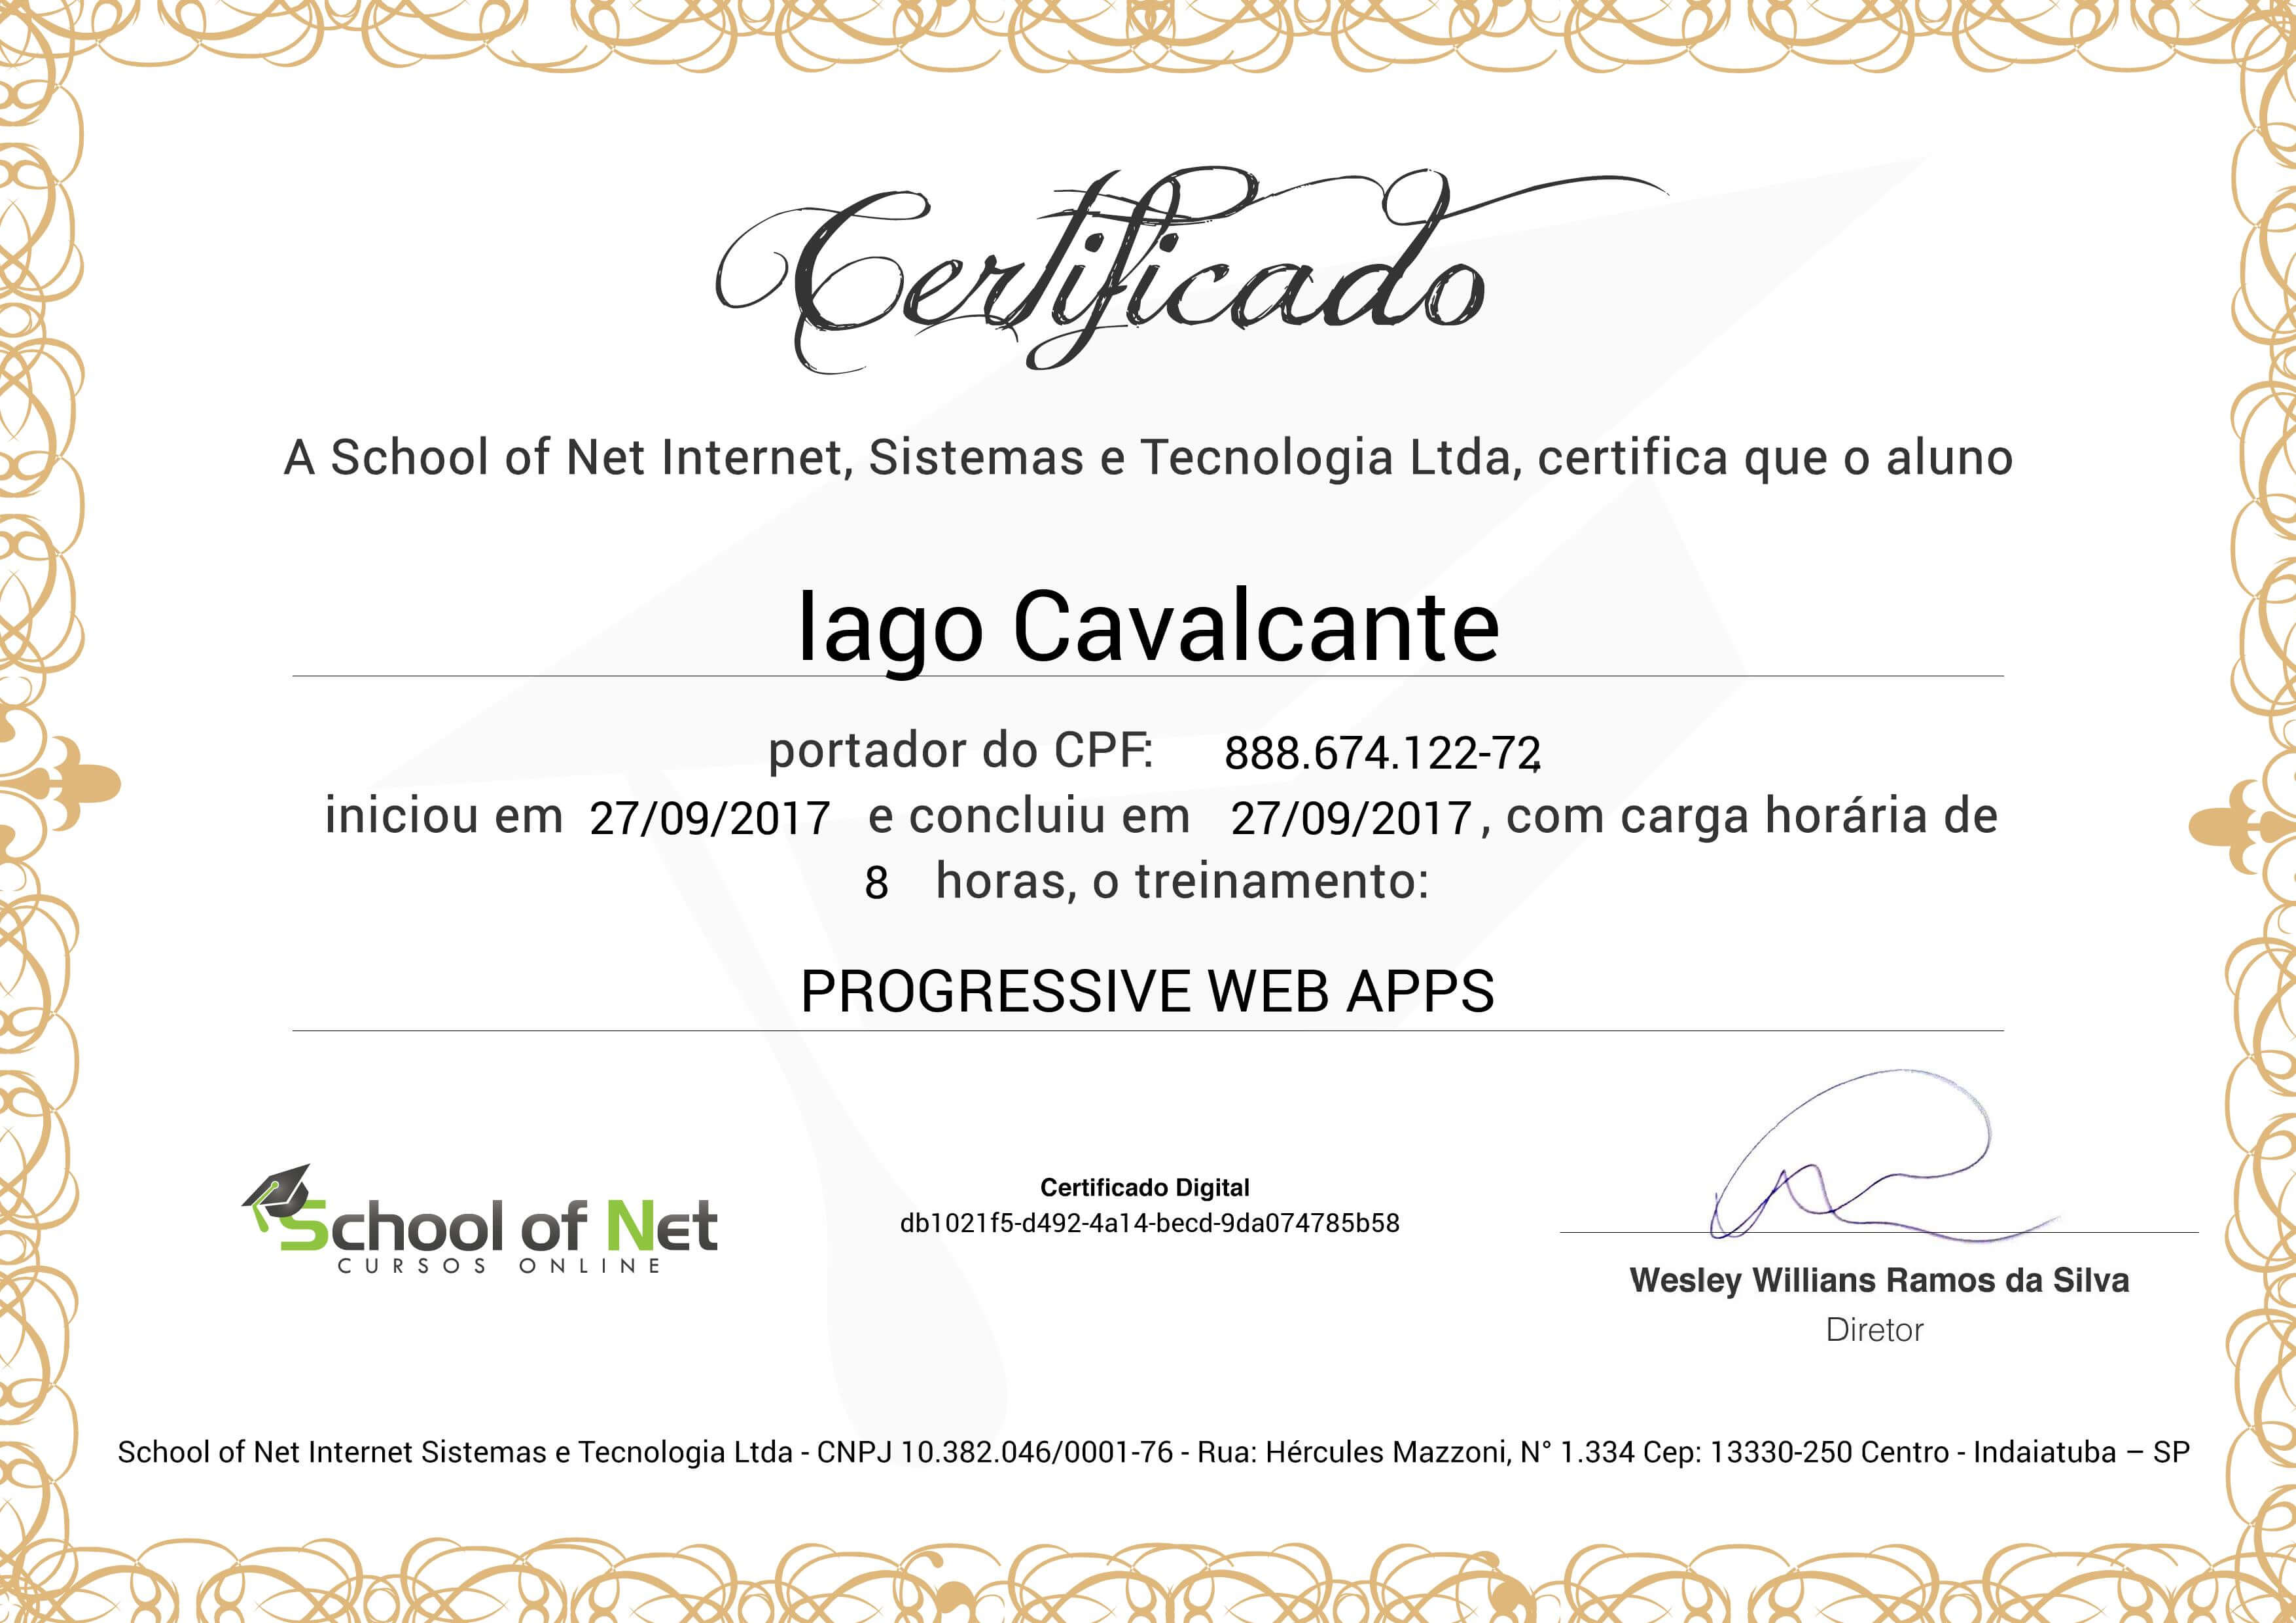 Certificado
A School of Net Internet, Sistemas e Tecnologia Ltda, certifica que o aluno
Iago Cavalcante
portador do CPF: 888.674.122-72,
iniciou em 27/09/2017 e concluiu em 27/09/2017, com carga horária de
8 horas, o treinamento:
PROGRESSIVE WEB APPS
School of Net
CURSOS ONLINE
Certificado Digital
db1021f5-d492-4a14-becd-9da074785b58
Wesley Willians Ramos da Silva
Diretor
School of Net Internet Sistemas e Tecnologia Ltda - CNPJ 10.382.046/0001-76 - Rua: Hércules Mazzoni, N° 1.334 Cep: 13330-250 Centro - Indaiatuba – SP